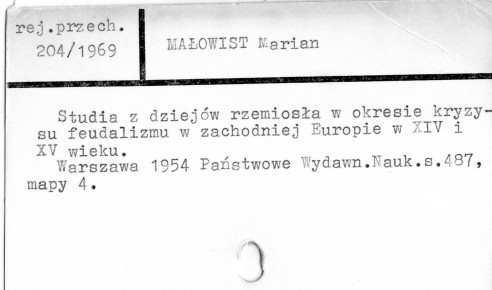 rej.przech.
204/1969
MAŁOWIST Marian
Studia z dziejów rzemiosła w okresie kryzy-
su feudalizmu w zachodniej Europie w XIV i
XV wieku.
Warszawa 1954 Państwowe Wydawn.Nauk.s.487,
mapy 4.